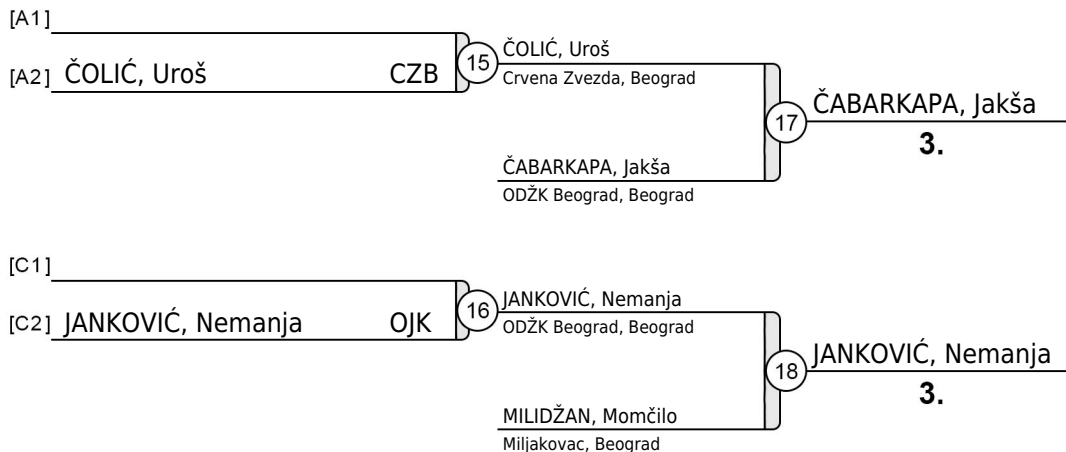 [A1]
[A2] ČOLIĆ, Uroš CZB
15
ČOLIĆ, Uroš
Crvena Zvezda, Beograd
17
ČABARKAPA, Jakša
3.
ČABARKAPA, Jakša
ODŽK Beograd, Beograd
[C1]
[C2] JANKOVIĆ, Nemanja OJK
16
JANKOVIĆ, Nemanja
ODŽK Beograd, Beograd
18
JANKOVIĆ, Nemanja
3.
MILIDŽAN, Momčilo
Miljakovac, Beograd